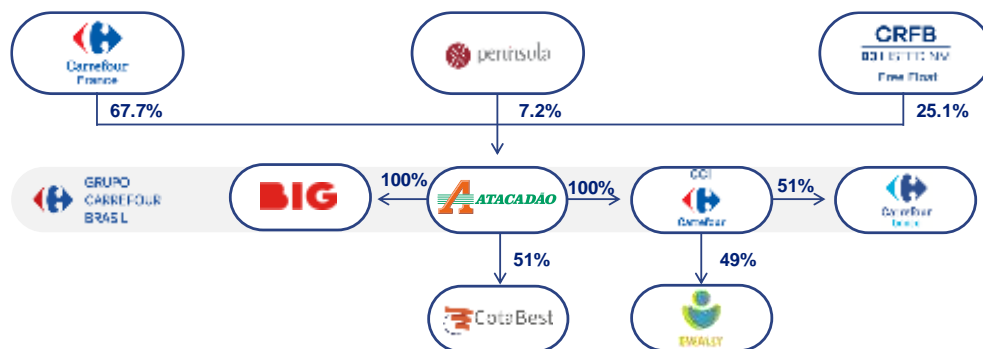 Carrefour
France
península
CRFB
Free Float
67.7%
7.2%
25.1%
GRUPO
CARREFOUR
BRASIL
BIG
100%
ATACADÃO
100%
CCI
Carrefour
51%
Carrefour
51%
49%
CotaBest
EWALLY